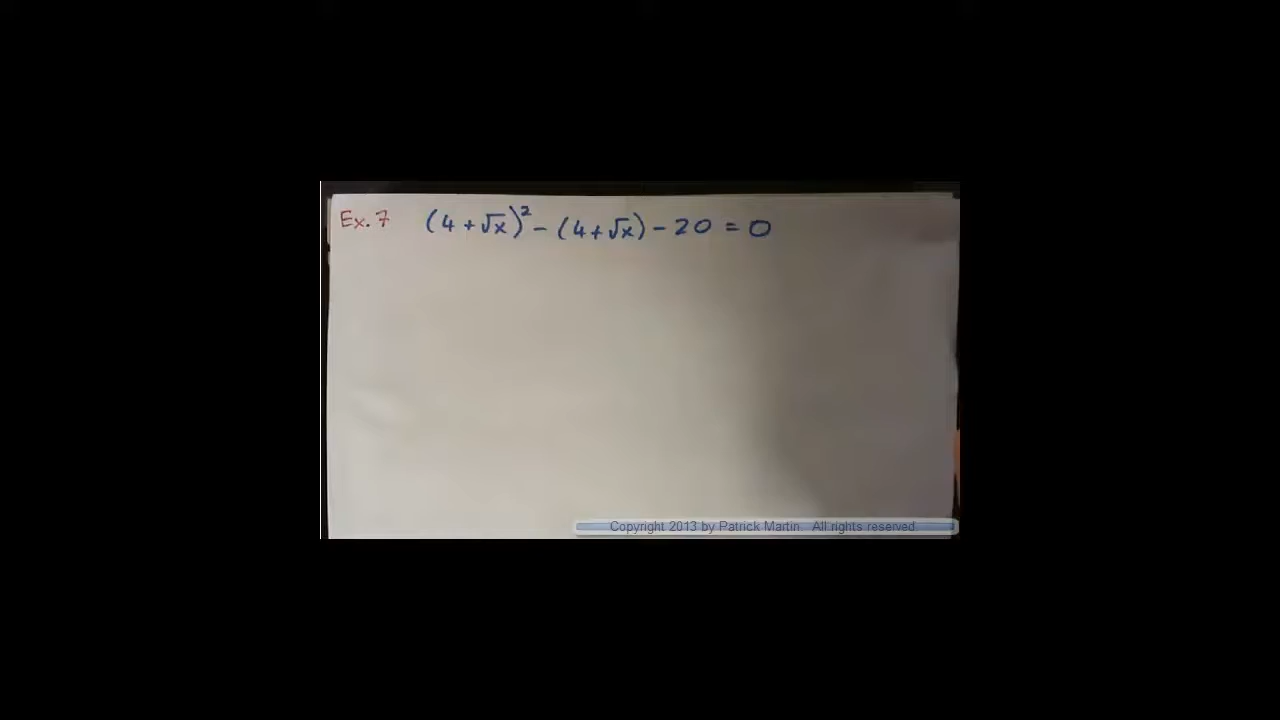 Ex. 7 (4 + √x)² - (4 + √x) - 20 = 0
Copyright 2013 by Patrick Martin. All rights reserved.